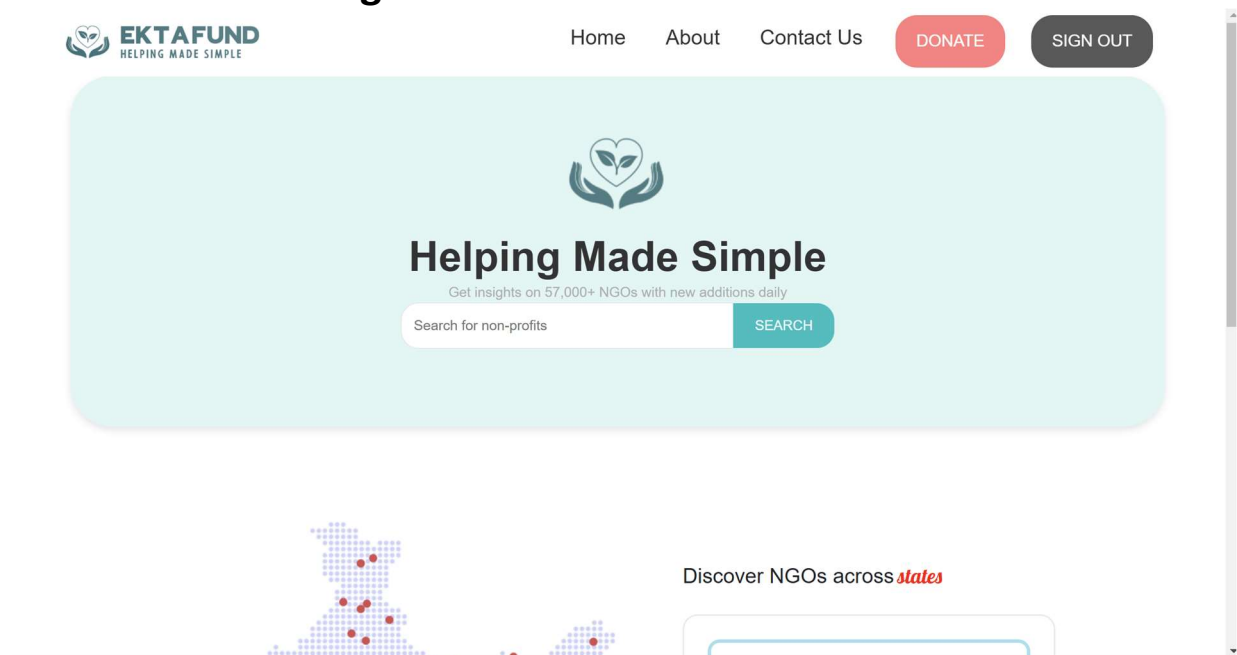 EKTAFUND
HELPING MADE SIMPLE
Home About Contact Us DONATE SIGN OUT
Helping Made Simple
Get insights on 57,000+ NGOs with new additions daily
Search for non-profits SEARCH
Discover NGOs across states